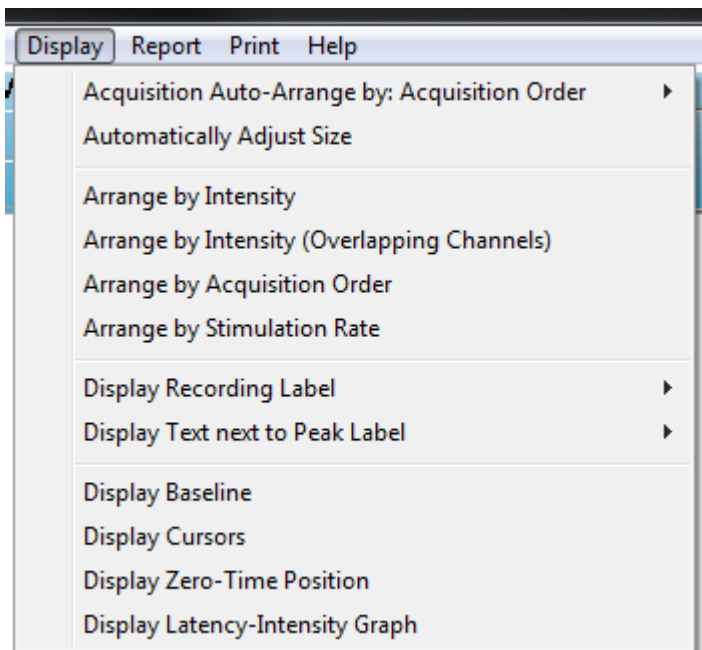 Display Report Print Help
Acquisition Auto-Arrange by: Acquisition Order
Automatically Adjust Size
Arrange by Intensity
Arrange by Intensity (Overlapping Channels)
Arrange by Acquisition Order
Arrange by Stimulation Rate
Display Recording Label
Display Text next to Peak Label
Display Baseline
Display Cursors
Display Zero-Time Position
Display Latency-Intensity Graph